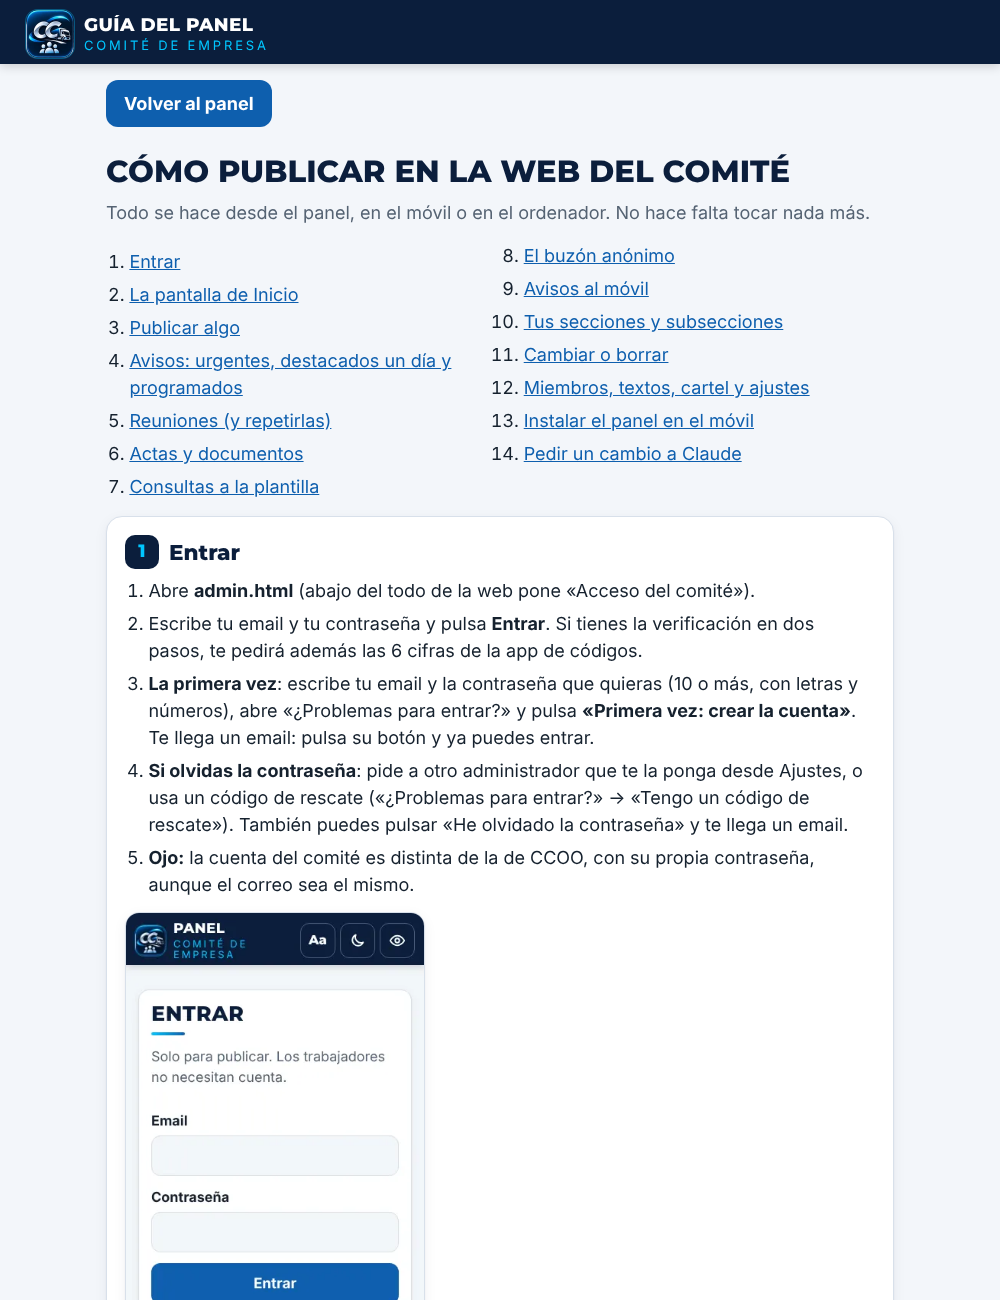 GUÍA DEL PANEL
COMITÉ DE EMPRESA
Volver al panel
CÓMO PUBLICAR EN LA WEB DEL COMITÉ
Todo se hace desde el panel, en el móvil o en el ordenador. No hace falta tocar nada más.
1. Entrar
2. La pantalla de Inicio
3. Publicar algo
4. Avisos: urgentes, destacados un día y
programados
5. Reuniones (y repetirlas)
6. Actas y documentos
7. Consultas a la plantilla
8. El buzón anónimo
9. Avisos al móvil
10. Tus secciones y subsecciones
11. Cambiar o borrar
12. Miembros, textos, cartel y ajustes
13. Instalar el panel en el móvil
14. Pedir un cambio a Claude
1 Entrar
1. Abre admin.html (abajo del todo de la web pone «Acceso del comité»).
2. Escribe tu email y tu contraseña y pulsa Entrar. Si tienes la verificación en dos
pasos, te pedirá además las 6 cifras de la app de códigos.
3. La primera vez: escribe tu email y la contraseña que quieras (10 o más, con letras y
números), abre «¿Problemas para entrar?» y pulsa «Primera vez: crear la cuenta».
Te llega un email: pulsa su botón y ya puedes entrar.
4. Si olvidas la contraseña: pide a otro administrador que te la ponga desde Ajustes, o
usa un código de rescate («¿Problemas para entrar?» → «Tengo un código de
rescate»). También puedes pulsar «He olvidado la contraseña» y te llega un email.
5. Ojo: la cuenta del comité es distinta de la de CCOO, con su propia contraseña,
aunque el correo sea el mismo.
PANEL
COMITÉ DE
EMPRESA
Aa
ENTRAR
Solo para publicar. Los trabajadores
no necesitan cuenta.
Email
Contraseña
Entrar